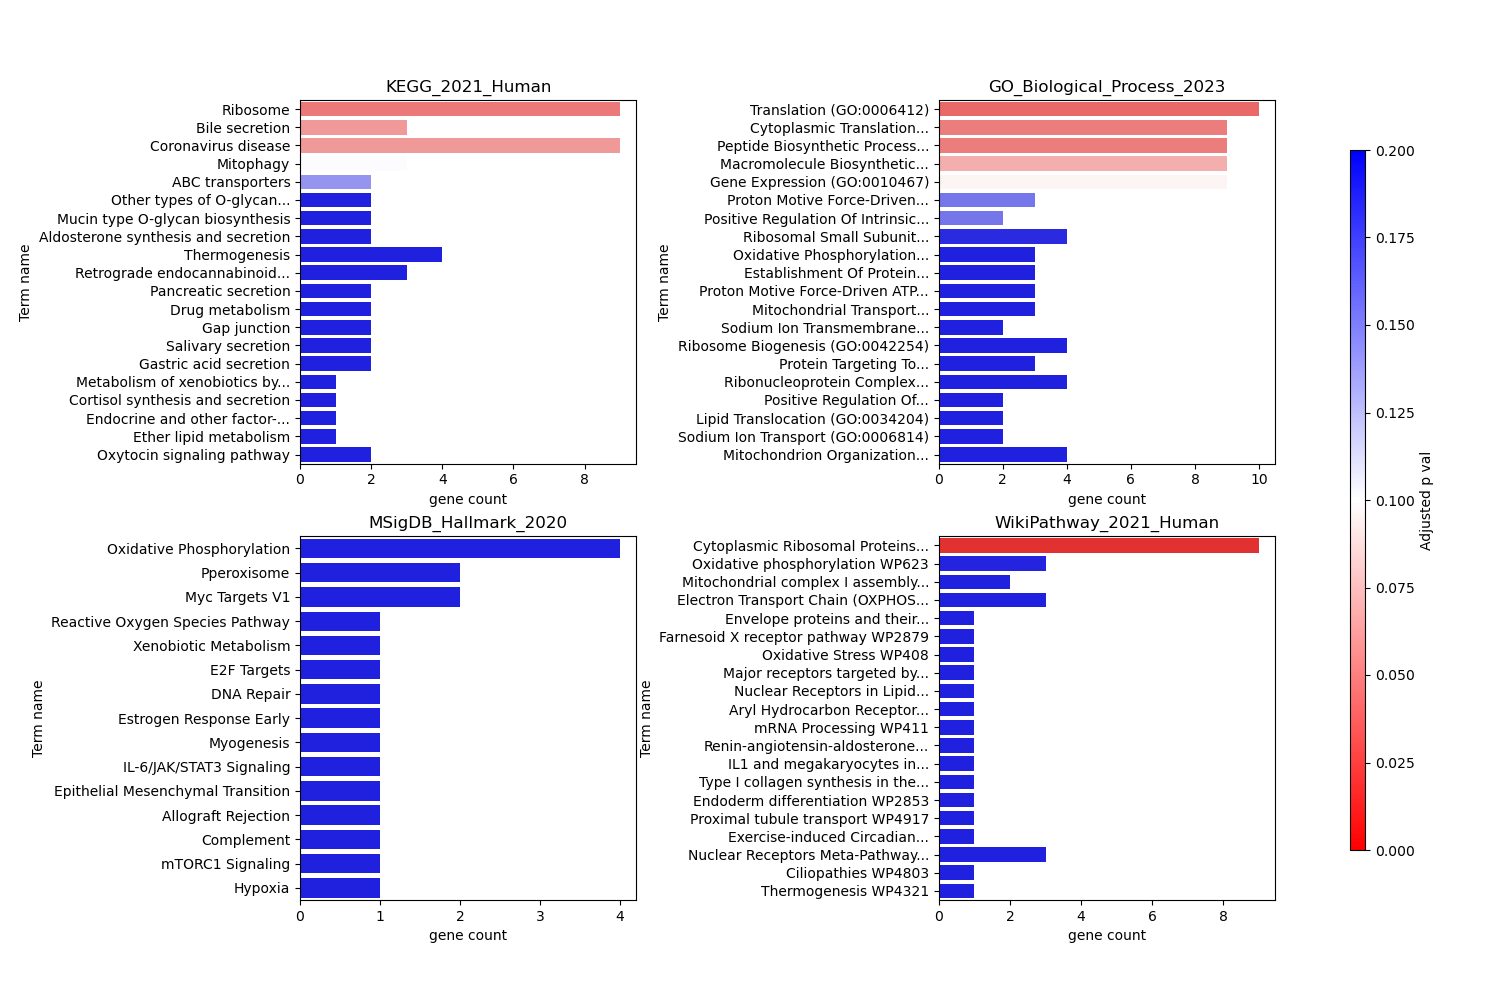 KEGG_2021_Human
Term name
Ribosome
Bile secretion
Coronavirus disease
Mitophagy
ABC transporters
Other types of O-glycan...
Mucin type O-glycan biosynthesis
Aldosterone synthesis and secretion
Thermogenesis
Retrograde endocannabinoid...
Pancreatic secretion
Drug metabolism
Gap junction
Salivary secretion
Gastric acid secretion
Metabolism of xenobiotics by...
Cortisol synthesis and secretion
Endocrine and other factor-...
Ether lipid metabolism
Oxytocin signaling pathway
0 2 4 6 8
gene count
GO_Biological_Process_2023
Term name
Translation (GO:0006412)
Cytoplasmic Translation...
Peptide Biosynthetic Process...
Macromolecule Biosynthetic...
Gene Expression (GO:0010467)
Proton Motive Force-Driven...
Positive Regulation Of Intrinsic...
Ribosomal Small Subunit...
Oxidative Phosphorylation...
Establishment Of Protein...
Proton Motive Force-Driven ATP...
Mitochondrial Transport...
Sodium Ion Transmembrane...
Ribosome Biogenesis (GO:0042254)
Protein Targeting To...
Ribonucleoprotein Complex...
Positive Regulation Of...
Lipid Translocation (GO:0034204)
Sodium Ion Transport (GO:0006814)
Mitochondrion Organization...
0 2 4 6 8 10
gene count
MSigDB_Hallmark_2020
Term name
Oxidative Phosphorylation
Pperoxisome
Myc Targets V1
Reactive Oxygen Species Pathway
Xenobiotic Metabolism
E2F Targets
DNA Repair
Estrogen Response Early
Myogenesis
IL-6/JAK/STAT3 Signaling
Epithelial Mesenchymal Transition
Allograft Rejection
Complement
mTORC1 Signaling
Hypoxia
0 1 2 3 4
gene count
WikiPathway_2021_Human
Term name
Cytoplasmic Ribosomal Proteins...
Oxidative phosphorylation WP623
Mitochondrial complex I assembly...
Electron Transport Chain (OXPHOS...
Envelope proteins and their...
Farnesoid X receptor pathway WP2879
Oxidative Stress WP408
Major receptors targeted by...
Nuclear Receptors in Lipid...
Aryl Hydrocarbon Receptor...
mRNA Processing WP411
Renin-angiotensin-aldosterone...
IL1 and megakaryocytes in...
Type I collagen synthesis in the...
Endoderm differentiation WP2853
Proximal tubule transport WP4917
Exercise-induced Circadian...
Nuclear Receptors Meta-Pathway...
Ciliopathies WP4803
Thermogenesis WP4321
0 2 4 6 8
gene count
0.200
0.175
0.150
0.125
0.100
0.075
0.050
0.025
0.000
Adjusted p val